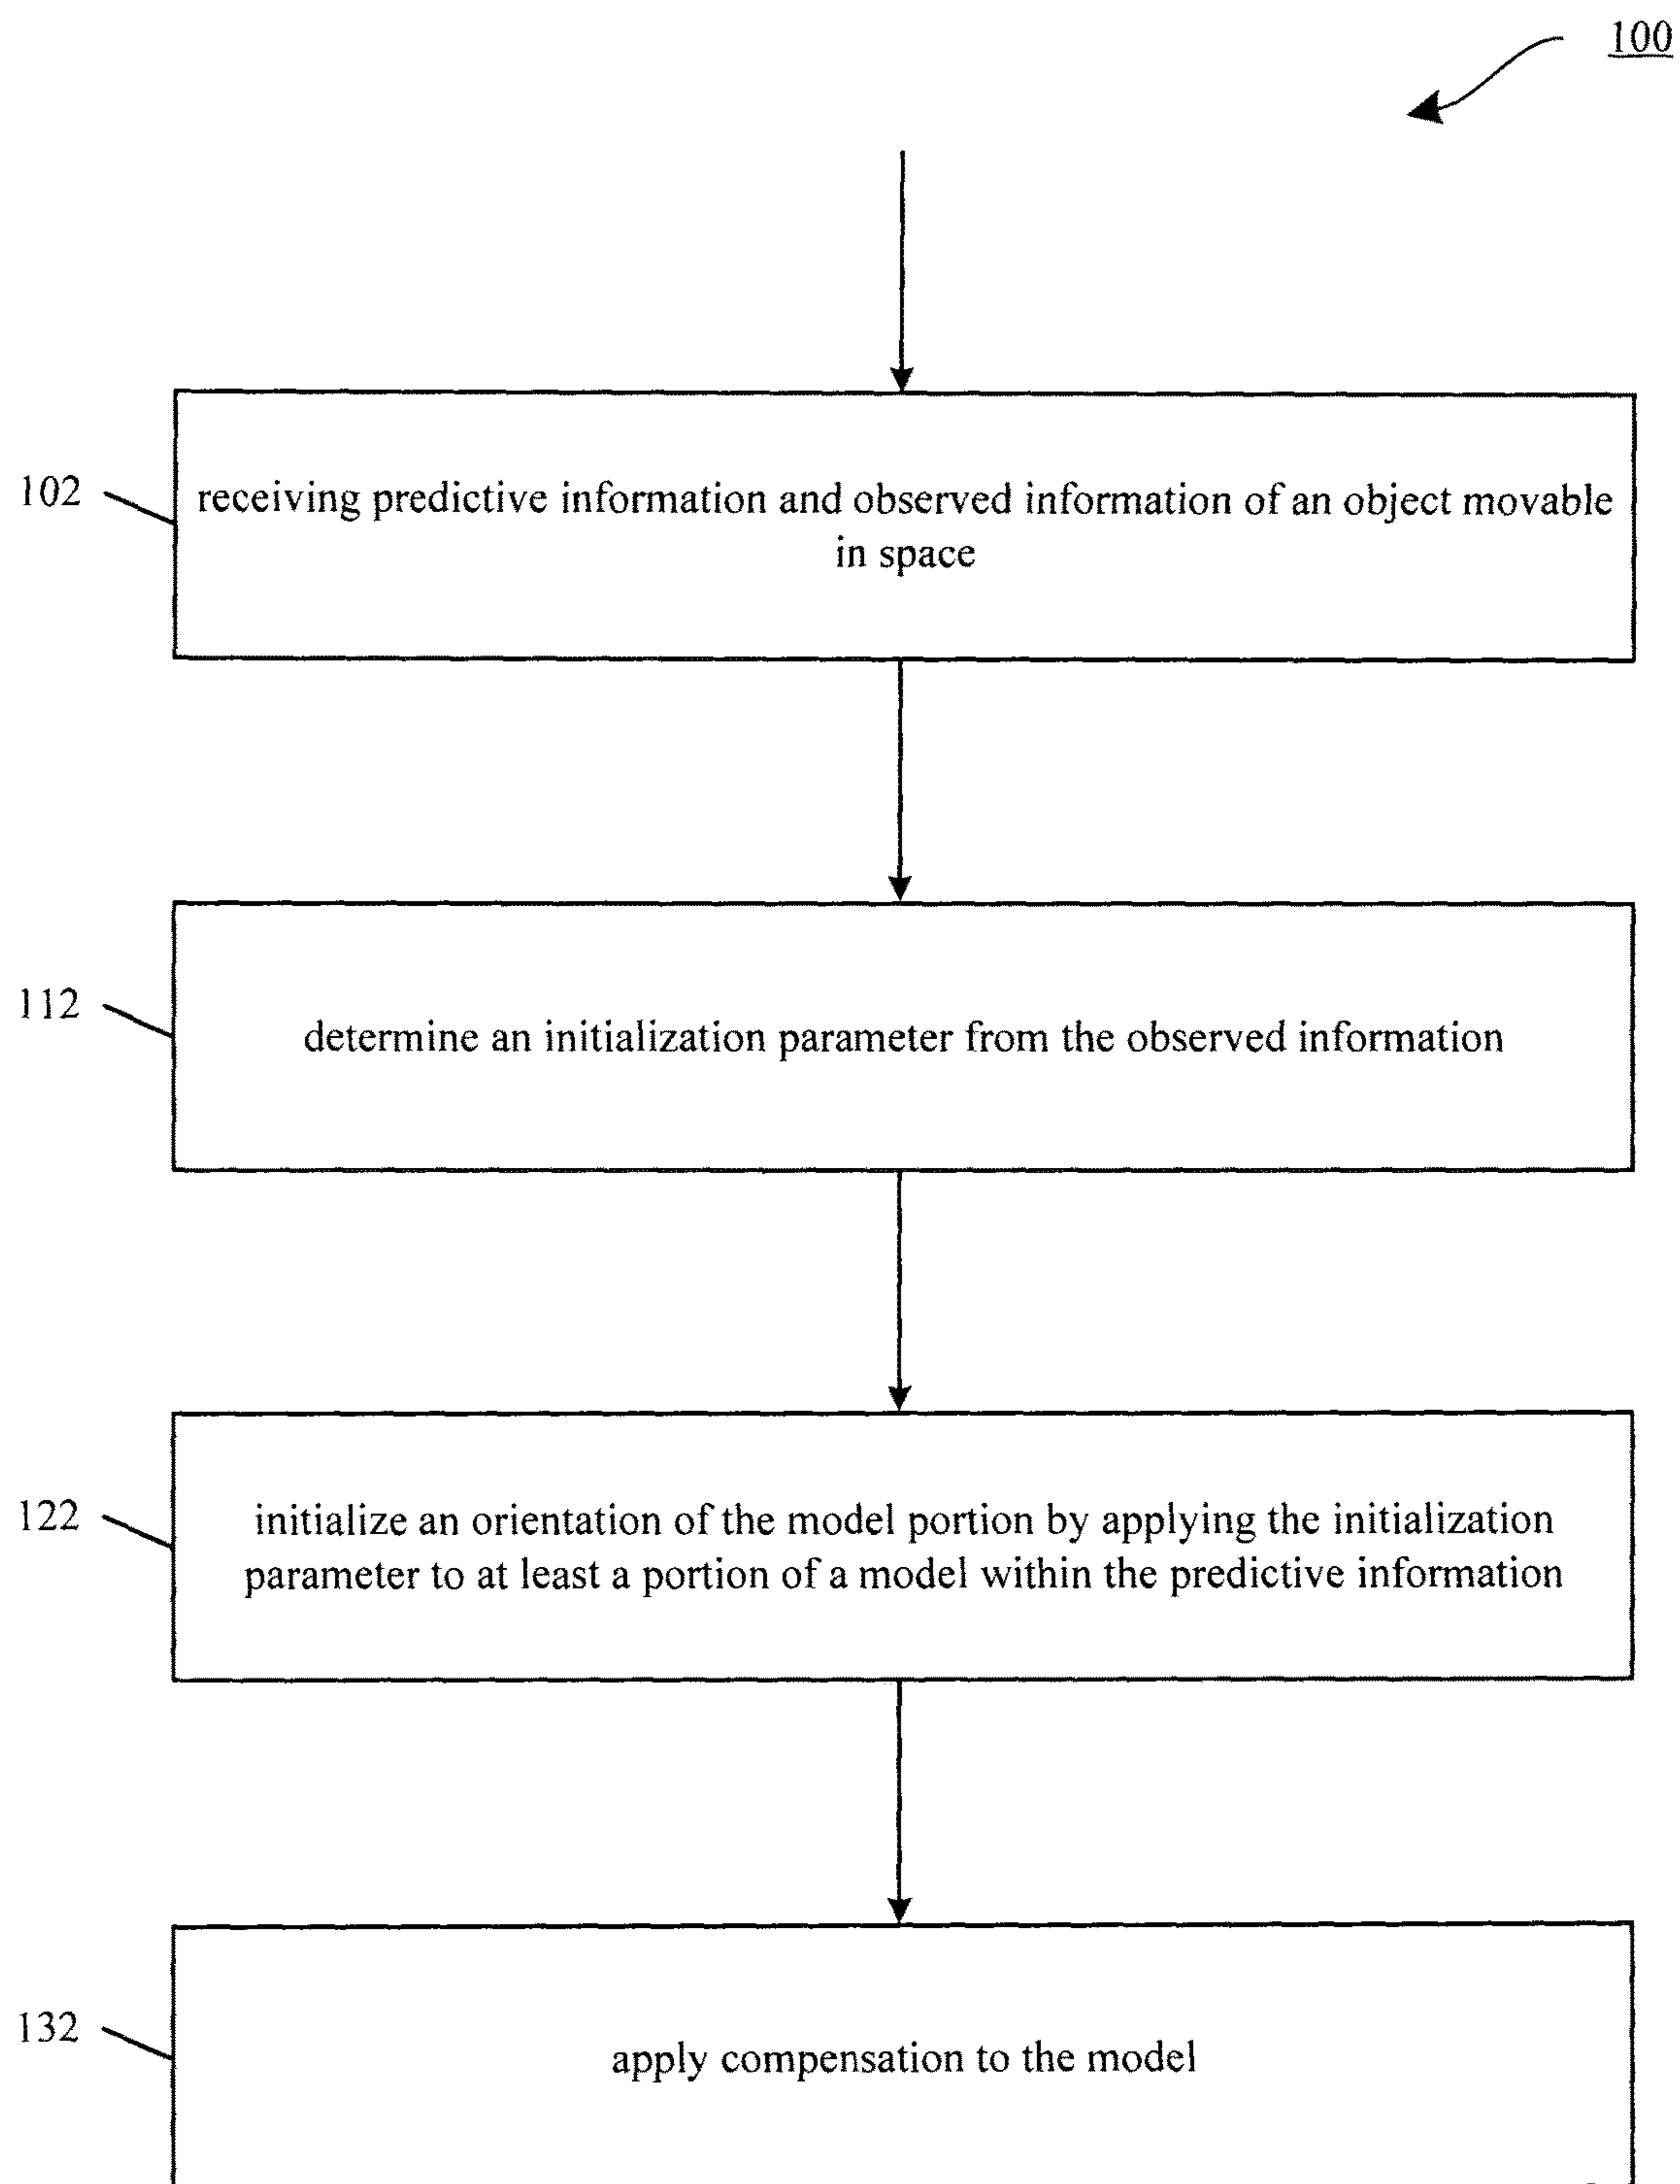 100
102
receiving predictive information and observed information of an object movable
in space
112
determine an initialization parameter from the observed information
122
initialize an orientation of the model portion by applying the initialization
parameter to at least a portion of a model within the predictive information
132
apply compensation to the model